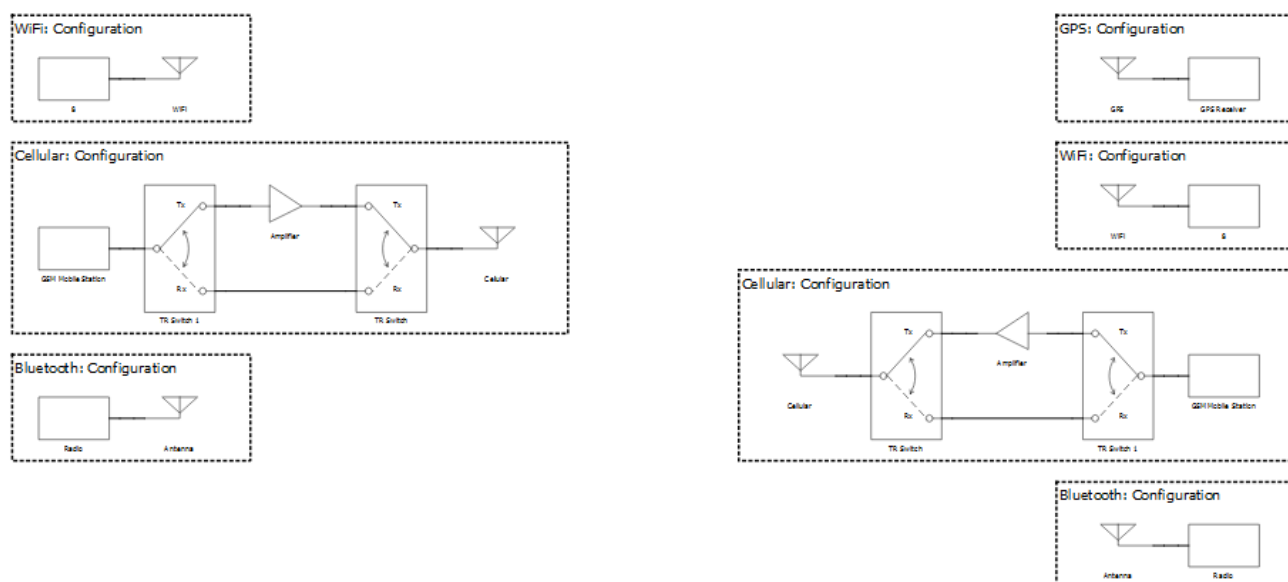 WiFi: Configuration
WiFi
Cellular: Configuration
Tx
Tx
Amplifier
GSM Mobile Station
Cellular
Rx
Rx
TR Switch 1
TR Switch
Bluetooth: Configuration
Radio
Antenna
GPS: Configuration
GPS
GPS Receiver
WiFi: Configuration
WiFi
Cellular: Configuration
Tx
Tx
Amplifier
Cellular
GSM Mobile Station
Rx
Rx
TR Switch
TR Switch 1
Bluetooth: Configuration
Antenna
Radio